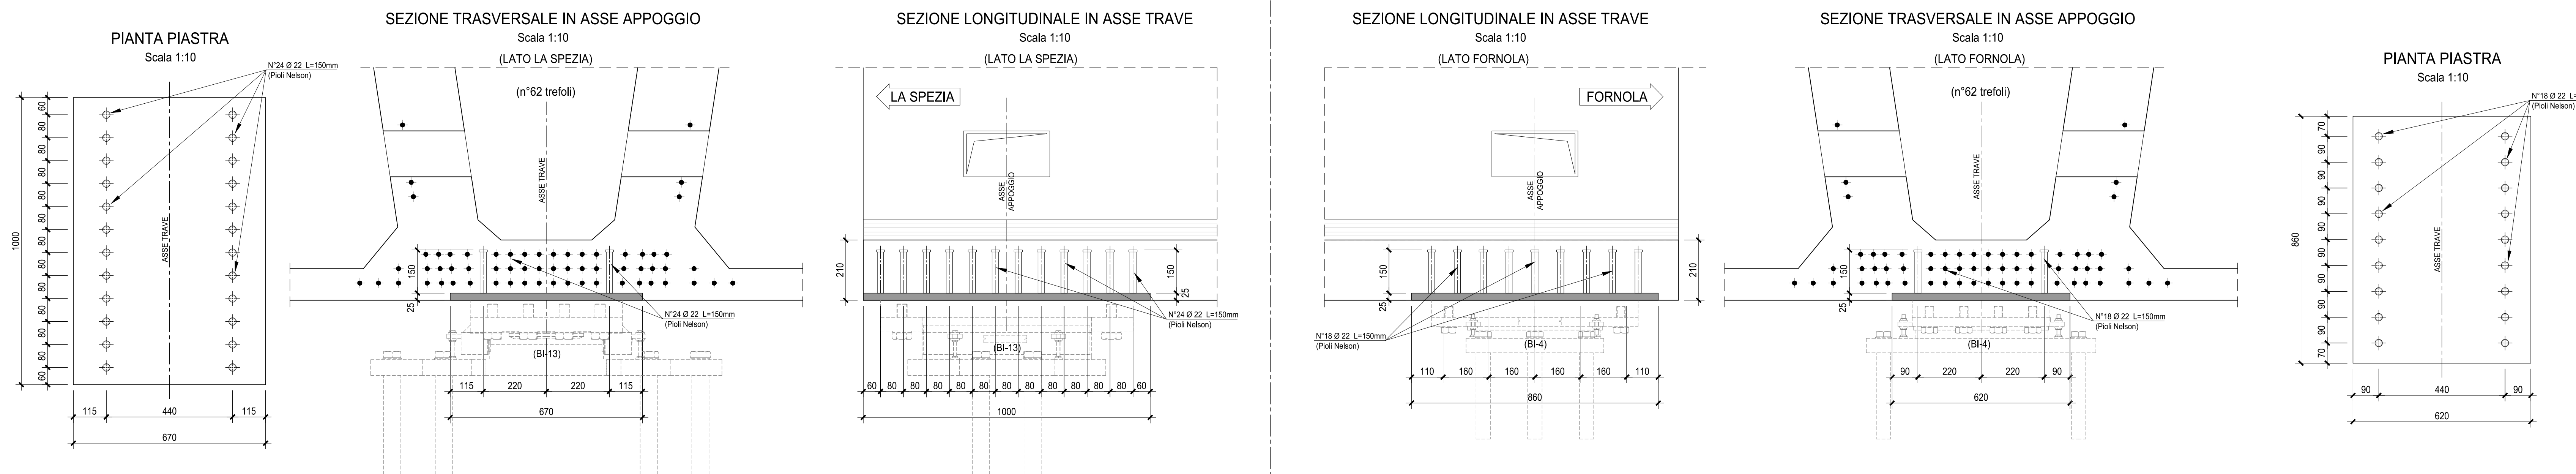 PIANTA PIASTRA
Scala 1:10
N°24 Ø 22 L=150mm
(Pioli Nelson)
60
80
80
80
80
80
80
80
80
80
80
80
60
1000
ASSE TRAVE
115
440
115
670
SEZIONE TRASVERSALE IN ASSE APPOGGIO
Scala 1:10
(LATO LA SPEZIA)
(n°62 trefoli)
ASSE TRAVE
150
25
N°24 Ø 22 L=150mm
(Pioli Nelson)
(BI-13)
115
220
220
115
670
SEZIONE LONGITUDINALE IN ASSE TRAVE
Scala 1:10
(LATO LA SPEZIA)
LA SPEZIA
ASSE
APPOGGIO
210
150
25
N°24 Ø 22 L=150mm
(Pioli Nelson)
(BI-13)
60
80
80
80
80
80
80
80
80
80
80
80
60
1000
SEZIONE LONGITUDINALE IN ASSE TRAVE
Scala 1:10
(LATO FORNOLA)
FORNOLA
ASSE
APPOGGIO
150
25
210
N°18 Ø 22 L=150mm
(Pioli Nelson)
(BI-4)
110
160
160
160
160
110
860
SEZIONE TRASVERSALE IN ASSE APPOGGIO
Scala 1:10
(LATO FORNOLA)
(n°62 trefoli)
ASSE TRAVE
150
25
N°18 Ø 22 L=150mm
(Pioli Nelson)
(BI-4)
90
220
220
90
620
PIANTA PIASTRA
Scala 1:10
N°18 Ø 22 L=
(Pioli Nelson)
70
90
90
90
90
90
90
90
90
70
860
ASSE TRAVE
90
440
90
620